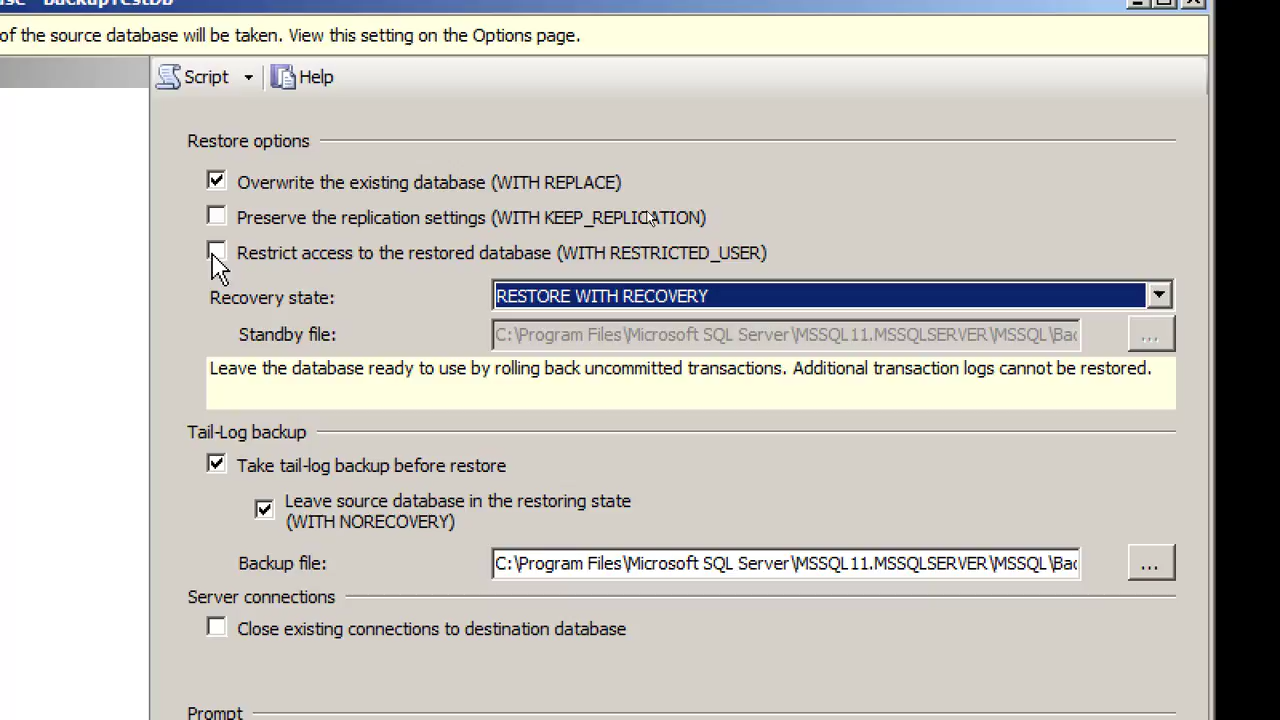 BackupTestDb
of the source database will be taken. View this setting on the Options page.
Script
Help
Restore options
Overwrite the existing database (WITH REPLACE)
Preserve the replication settings (WITH KEEP_REPLICATION)
Restrict access to the restored database (WITH RESTRICTED_USER)
Recovery state:
RESTORE WITH RECOVERY
Standby file:
C:\Program Files\Microsoft SQL Server\MSSQL11.MSSQLSERVER\MSSQL\Bac
...
Leave the database ready to use by rolling back uncommitted transactions. Additional transaction logs cannot be restored.
Tail-Log backup
Take tail-log backup before restore
Leave source database in the restoring state
(WITH NORECOVERY)
Backup file:
C:\Program Files\Microsoft SQL Server\MSSQL11.MSSQLSERVER\MSSQL\Bac
...
Server connections
Close existing connections to destination database
Prompt